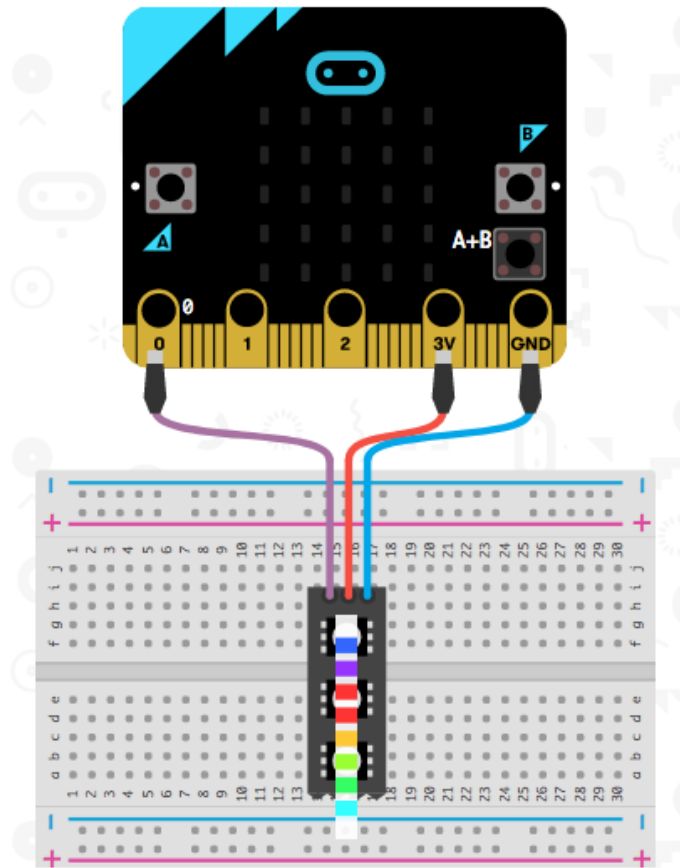 B
A
A+B
0
0 1 2 3V GND
− −
+ +
1 2 3 4 5 6 7 8 9 10 11 12 13 14 15 16 17 18 19 20 21 22 23 24 25 26 27 28 29 30
j j
i i
h h
g g
f f
e e
d d
c c
b b
a a
1 2 3 4 5 6 7 8 9 10 11 12 13 17 18 19 20 21 22 23 24 25 26 27 28 29 30
− −
+ +